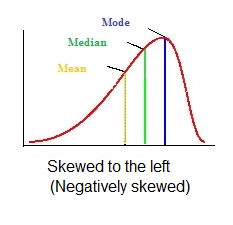 Mode
Median
Mean
Skewed to the left
(Negatively skewed)